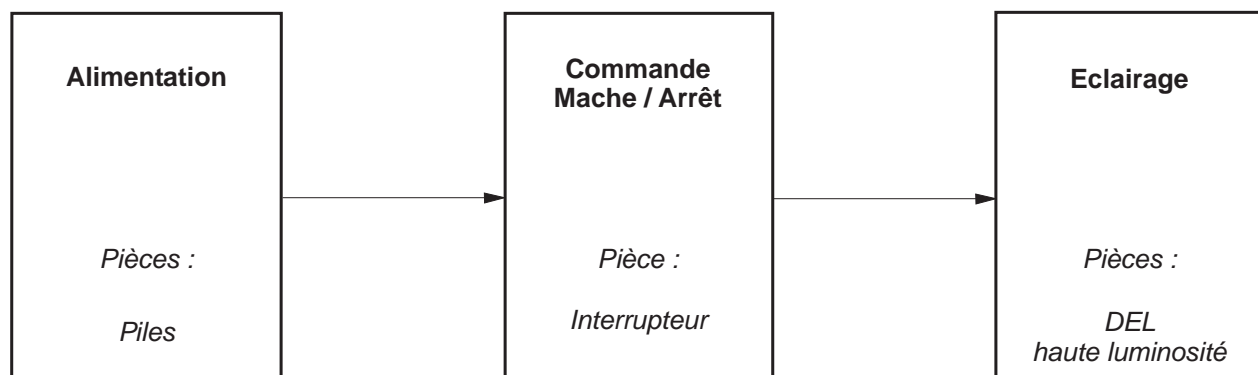 Alimentation
Pièces :
Piles
Commande
Mache / Arrêt
Pièce :
Interrupteur
Eclairage
Pièces :
DEL
haute luminosité